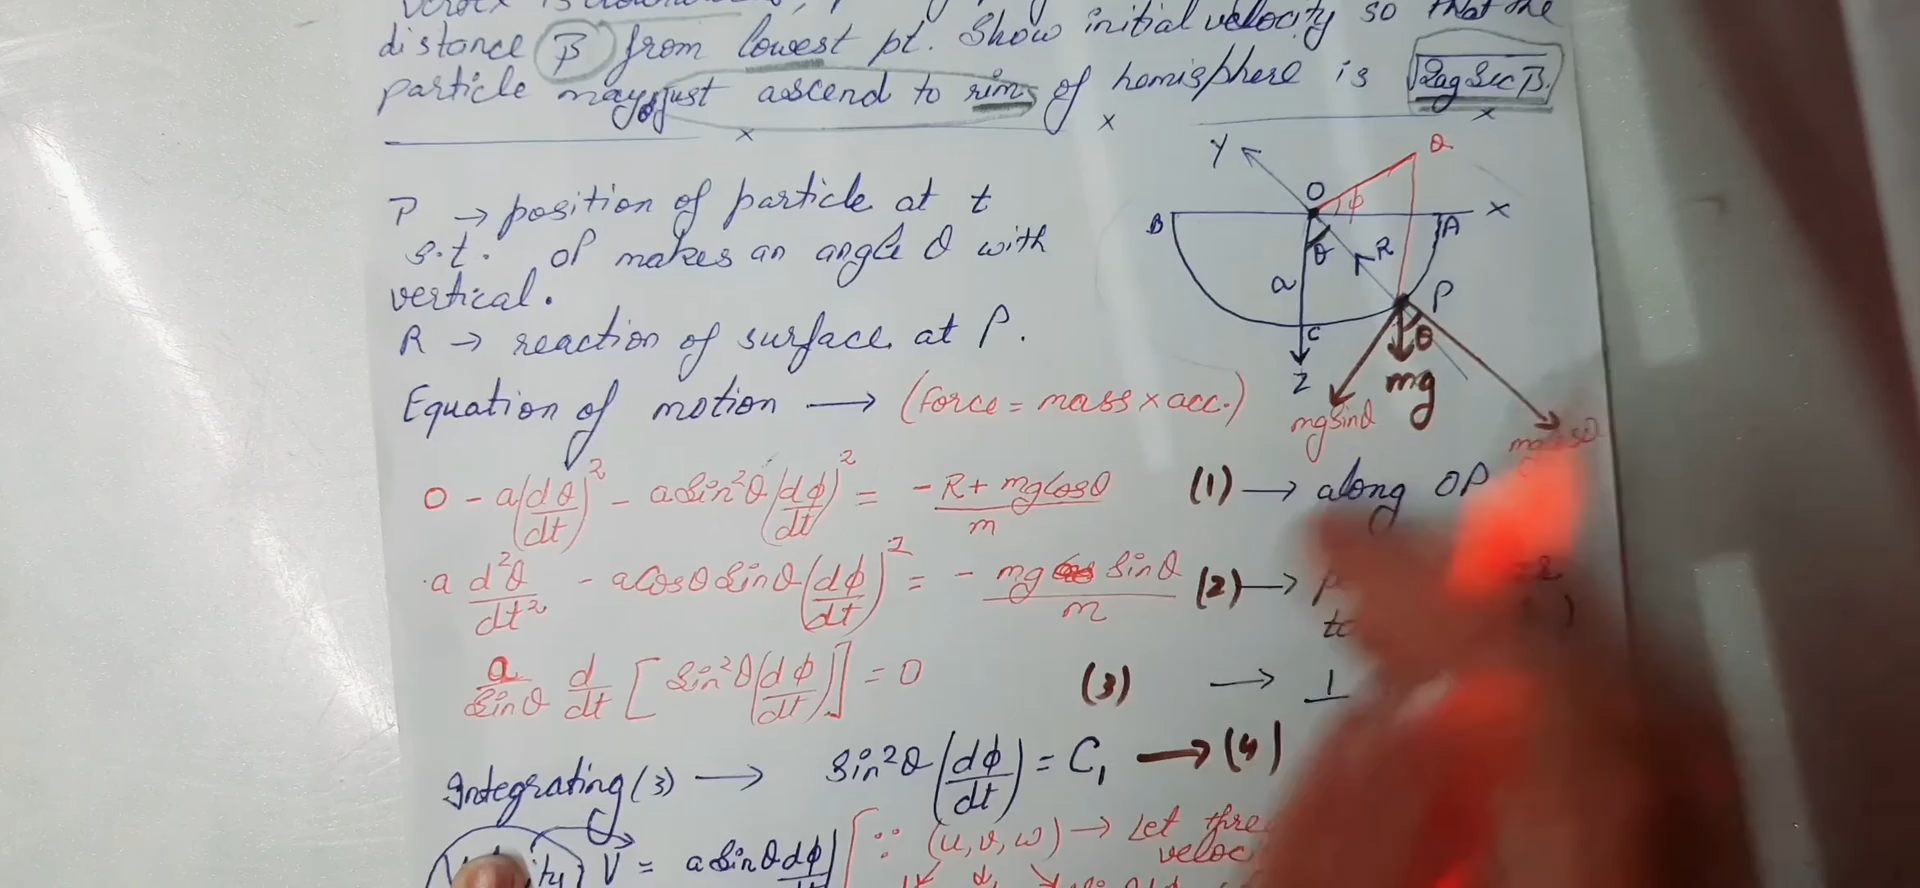 distance β from lowest pt. Show initial velocity so that the
particle may just ascend to rim of hemisphere is √2ag Sec β.
x x x
P → position of particle at t
s.t. OP makes an angle θ with
vertical.
R → reaction of surface at P.
Y O Q φ X
B A
θ R
a P
C θ
Z mg
mg sinθ
Equation of motion → (force = mass × acc.)
0 - a(dθ/dt)² - a sin²θ (dφ/dt)² = -R + mg cosθ / m (1) → along OP
a d²θ/dt² - a cosθ sinθ (dφ/dt)² = - mg sinθ / m (2) →
a/sinθ d/dt [sin²θ (dφ/dt)] = 0 (3) → ⊥
Integrating (3) → sin²θ (dφ/dt) = C₁ → (4)
V⃗ = a sinθ dφ/dt [∵ (u, v, w) → Let